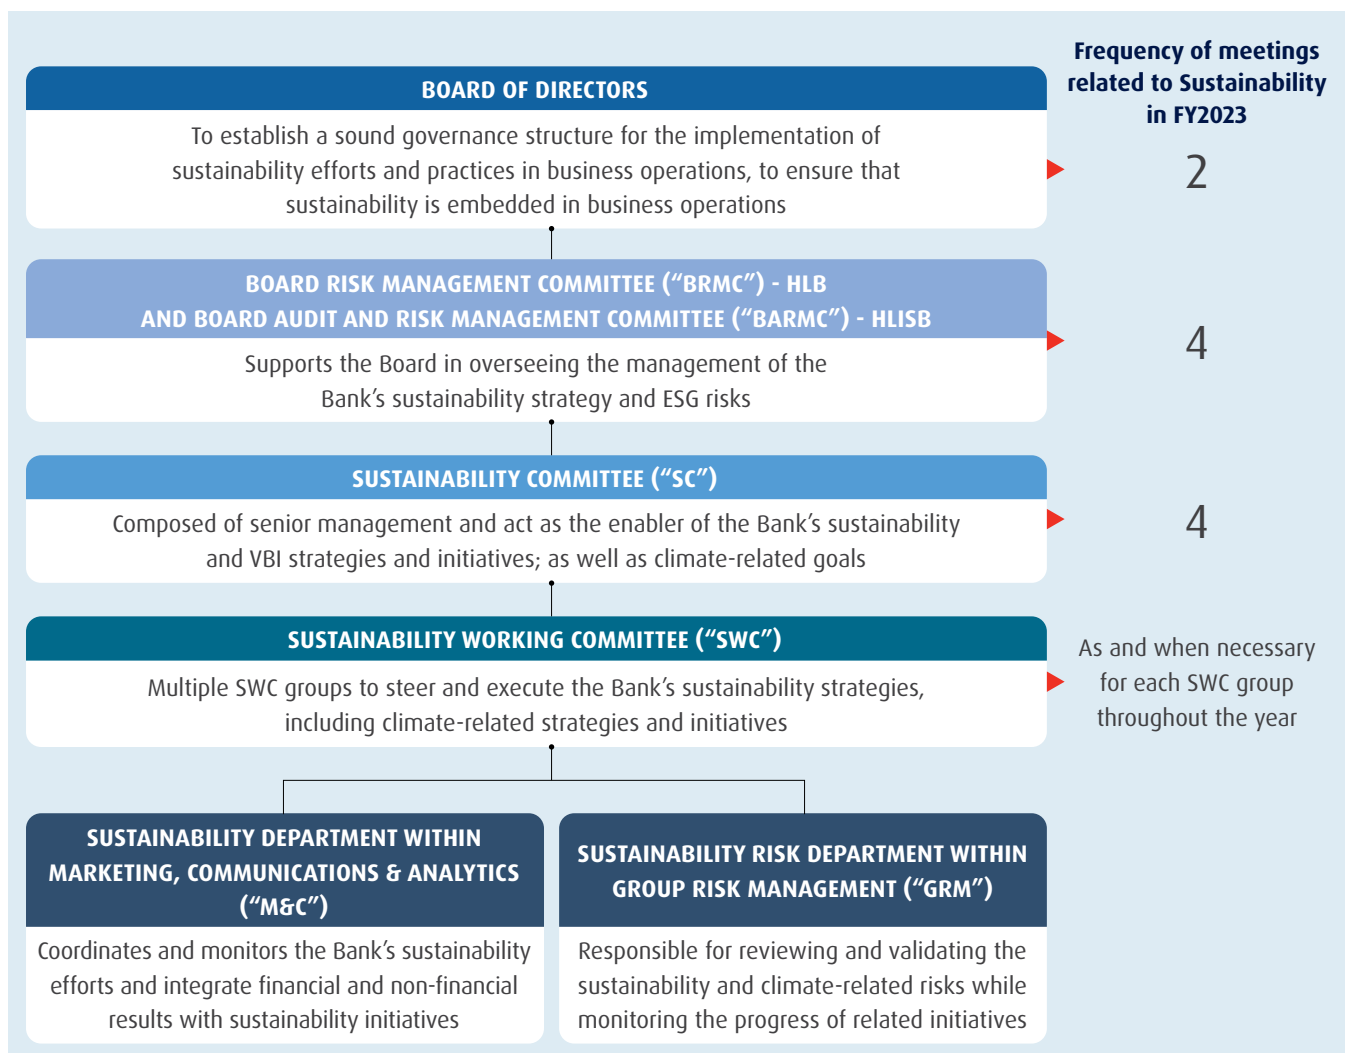 Frequency of meetings
related to Sustainability
in FY2023
BOARD OF DIRECTORS
To establish a sound governance structure for the implementation of
sustainability efforts and practices in business operations, to ensure that
sustainability is embedded in business operations
2
BOARD RISK MANAGEMENT COMMITTEE (“BRMC”) - HLB
AND BOARD AUDIT AND RISK MANAGEMENT COMMITTEE (“BARMC”) - HLISB
Supports the Board in overseeing the management of the
Bank’s sustainability strategy and ESG risks
4
SUSTAINABILITY COMMITTEE (“SC”)
Composed of senior management and act as the enabler of the Bank’s sustainability
and VBI strategies and initiatives; as well as climate-related goals
4
SUSTAINABILITY WORKING COMMITTEE (“SWC”)
Multiple SWC groups to steer and execute the Bank’s sustainability strategies,
including climate-related strategies and initiatives
As and when necessary
for each SWC group
throughout the year
SUSTAINABILITY DEPARTMENT WITHIN
MARKETING, COMMUNICATIONS & ANALYTICS
(“M&C”)
Coordinates and monitors the Bank’s sustainability
efforts and integrate financial and non-financial
results with sustainability initiatives
SUSTAINABILITY RISK DEPARTMENT WITHIN
GROUP RISK MANAGEMENT (“GRM”)
Responsible for reviewing and validating the
sustainability and climate-related risks while
monitoring the progress of related initiatives